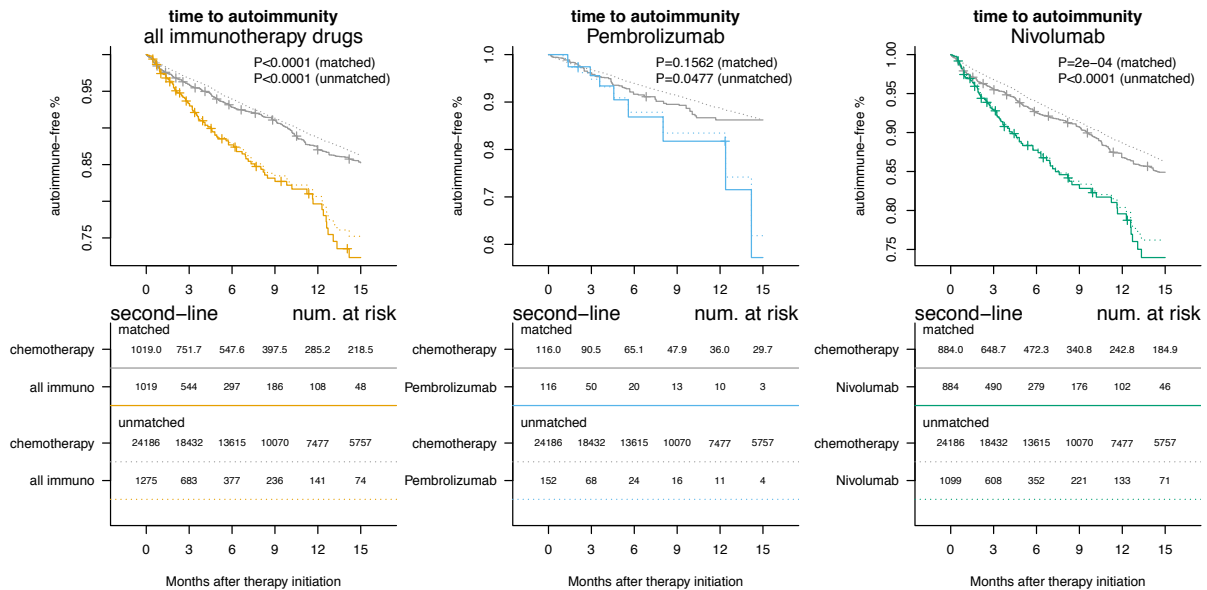 time to autoimmunity
all immunotherapy drugs
P<0.0001 (matched)
P<0.0001 (unmatched)
autoimmune−free %
0.95
0.85
0.75
0 3 6 9 12 15
second−line num. at risk
matched
chemotherapy 1019.0 751.7 547.6 397.5 285.2 218.5
all immuno 1019 544 297 186 108 48
unmatched
chemotherapy 24186 18432 13615 10070 7477 5757
all immuno 1275 683 377 236 141 74
0 3 6 9 12 15
Months after therapy initiation
time to autoimmunity
Pembrolizumab
P=0.1562 (matched)
P=0.0477 (unmatched)
autoimmune−free %
1.0
0.9
0.8
0.7
0.6
0 3 6 9 12 15
second−line num. at risk
matched
chemotherapy 116.0 90.5 65.1 47.9 36.0 29.7
Pembrolizumab 116 50 20 13 10 3
unmatched
chemotherapy 24186 18432 13615 10070 7477 5757
Pembrolizumab 152 68 24 16 11 4
0 3 6 9 12 15
Months after therapy initiation
time to autoimmunity
Nivolumab
P=2e−04 (matched)
P<0.0001 (unmatched)
autoimmune−free %
1.00
0.95
0.90
0.85
0.80
0.75
0 3 6 9 12 15
second−line num. at risk
matched
chemotherapy 884.0 648.7 472.3 340.8 242.8 184.9
Nivolumab 884 490 279 176 102 46
unmatched
chemotherapy 24186 18432 13615 10070 7477 5757
Nivolumab 1099 608 352 221 133 71
0 3 6 9 12 15
Months after therapy initiation